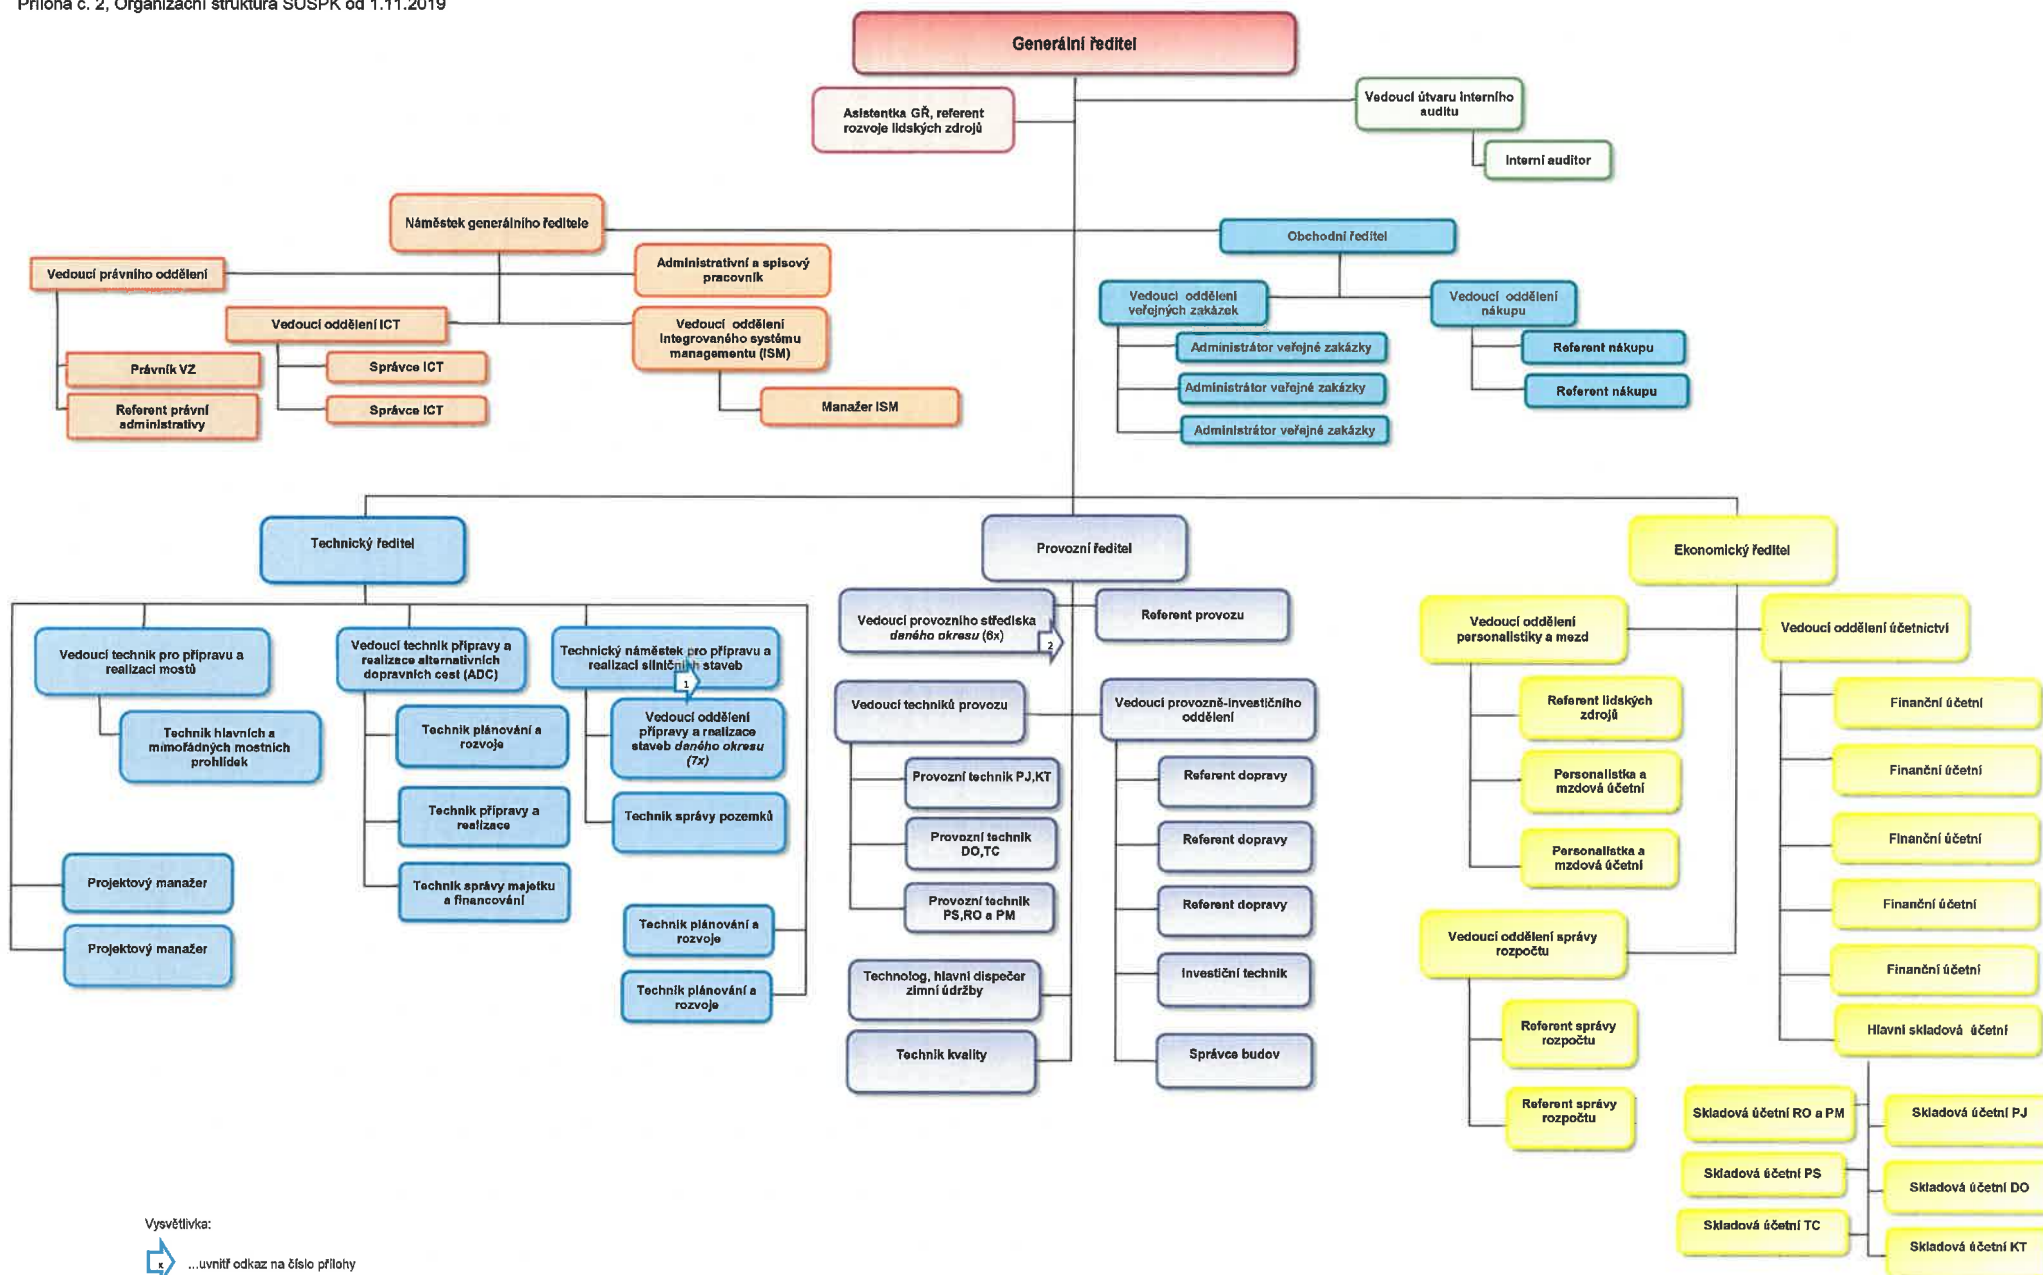 Příloha č. 2, Organizační struktura SÚSPK od 1.11.2019
Generální ředitel
Asistentka GŘ, referent
rozvoje lidských zdrojů
Vedoucí útvaru interního
auditu
Interní auditor
Náměstek generálního ředitele
Obchodní ředitel
Vedoucí právního oddělení
Administrativní a spisový
pracovník
Vedoucí oddělení ICT
Vedoucí oddělení
Integrovaného systému
managementu (ISM)
Právník VZ
Referent právní
administrativy
Správce ICT
Správce ICT
Manažer ISM
Vedoucí oddělení
veřejných zakázek
Vedoucí oddělení
nákupu
Administrátor veřejné zakázky
Administrátor veřejné zakázky
Administrátor veřejné zakázky
Referent nákupu
Referent nákupu
Technický ředitel
Provozní ředitel
Ekonomický ředitel
Vedoucí technik pro přípravu a
realizaci mostů
Technik hlavních a
mimořádných mostních
prohlídek
Projektový manažer
Projektový manažer
Vedoucí technik přípravy a
realizace alternativních
dopravních cest (ADC)
Technik plánování a
rozvoje
Technik přípravy a
realizace
Technik správy majetku
a financování
Technický náměstek pro přípravu a
realizaci silničních staveb
1
Vedoucí oddělení
přípravy a realizace
staveb daného okresu
(7x)
Technik správy pozemků
Technik plánování a
rozvoje
Technik plánování a
rozvoje
Vedoucí provozního střediska
daného okresu (6x)
2
Referent provozu
Vedoucí techniků provozu
Vedoucí provozně-investičního
oddělení
Provozní technik PJ,KT
Provozní technik
DO,TC
Provozní technik
PS,RO a PM
Technolog, hlavní dispečer
zimní údržby
Technik kvality
Referent dopravy
Referent dopravy
Referent dopravy
Investiční technik
Správce budov
Vedoucí oddělení
personalistiky a mezd
Referent lidských
zdrojů
Personalistka a
mzdová účetní
Personalistka a
mzdová účetní
Vedoucí oddělení správy
rozpočtu
Referent správy
rozpočtu
Referent správy
rozpočtu
Vedoucí oddělení účetnictví
Finanční účetní
Finanční účetní
Finanční účetní
Finanční účetní
Finanční účetní
Hlavní skladová účetní
Skladová účetní RO a PM
Skladová účetní PJ
Skladová účetní PS
Skladová účetní DO
Skladová účetní TC
Skladová účetní KT
Vysvětlivka:
x ...uvnitř odkaz na číslo přílohy